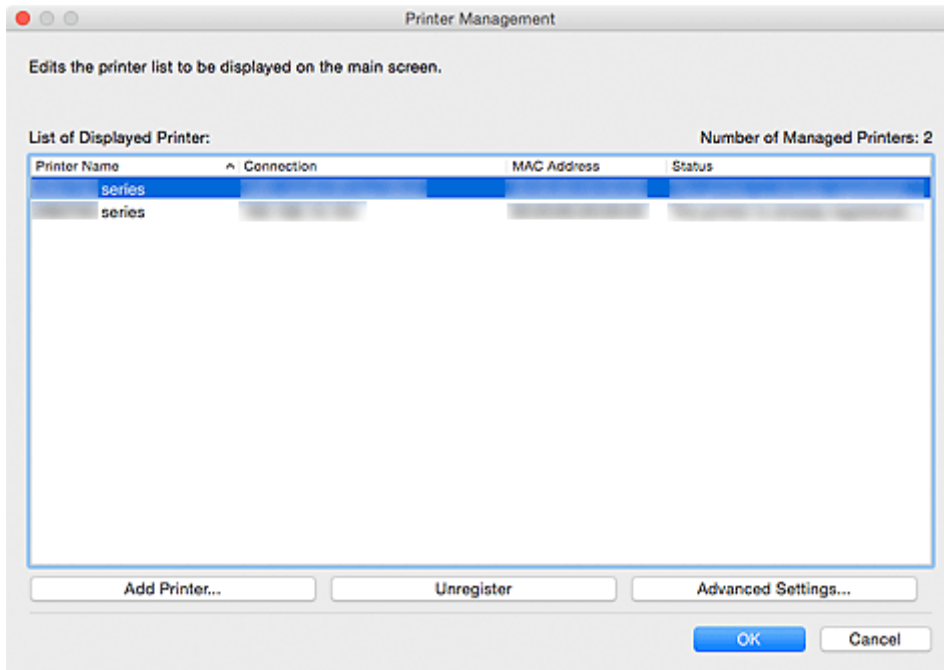 Printer Management
Edits the printer list to be displayed on the main screen.
List of Displayed Printer: Number of Managed Printers: 2
Printer Name Connection MAC Address Status
series
series
Add Printer... Unregister Advanced Settings...
OK Cancel